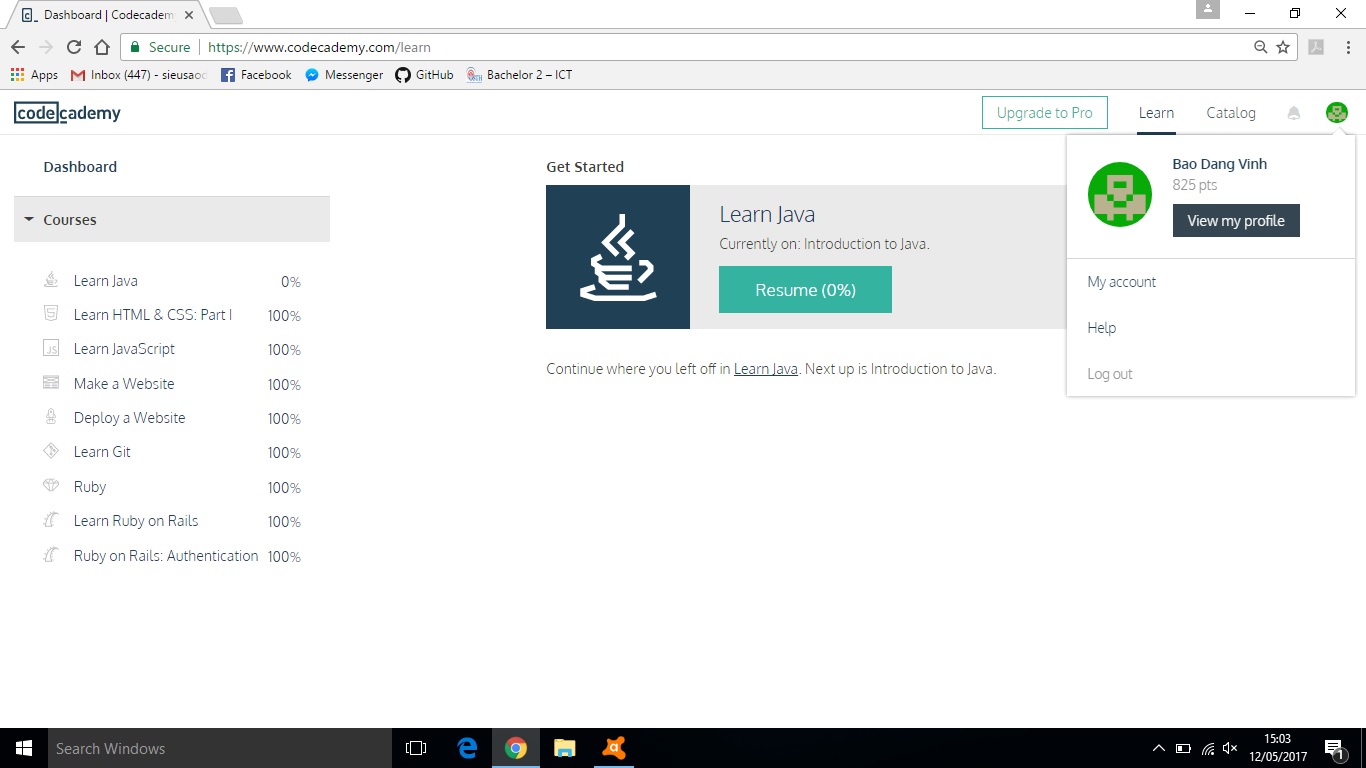 Dashboard | Codecadem
Secure https://www.codecademy.com/learn
Apps Inbox (447) - sieusaoc Facebook Messenger GitHub Bachelor 2 – ICT
codecademy
Upgrade to Pro Learn Catalog
Dashboard
Courses
Learn Java 0%
Learn HTML & CSS: Part I 100%
Learn JavaScript 100%
Make a Website 100%
Deploy a Website 100%
Learn Git 100%
Ruby 100%
Learn Ruby on Rails 100%
Ruby on Rails: Authentication 100%
Get Started
Learn Java
Currently on: Introduction to Java.
Resume (0%)
Continue where you left off in Learn Java. Next up is Introduction to Java.
Bao Dang Vinh
825 pts
View my profile
My account
Help
Log out
Search Windows
15:03
12/05/2017
1